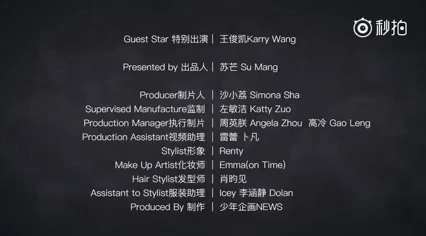 秒拍
Guest Star 特别出演 | 王俊凯Karry Wang
Presented by 出品人 | 苏芒 Su Mang
Producer制片人 | 沙小荔 Simona Sha
Supervised Manufacture监制 | 左敏洁 Katty Zuo
Production Manager执行制片 | 周英朕 Angela Zhou 高冷 Gao Leng
Production Assistant视频助理 | 雷蕾 卜凡
Stylist形象 | Renty
Make Up Artist化妆师 | Emma(on Time)
Hair Stylist发型师 | 肖昀见
Assistant to Stylist服装助理 | Icey 李涵静 Dolan
Produced By 制作 | 少年企画NEWS